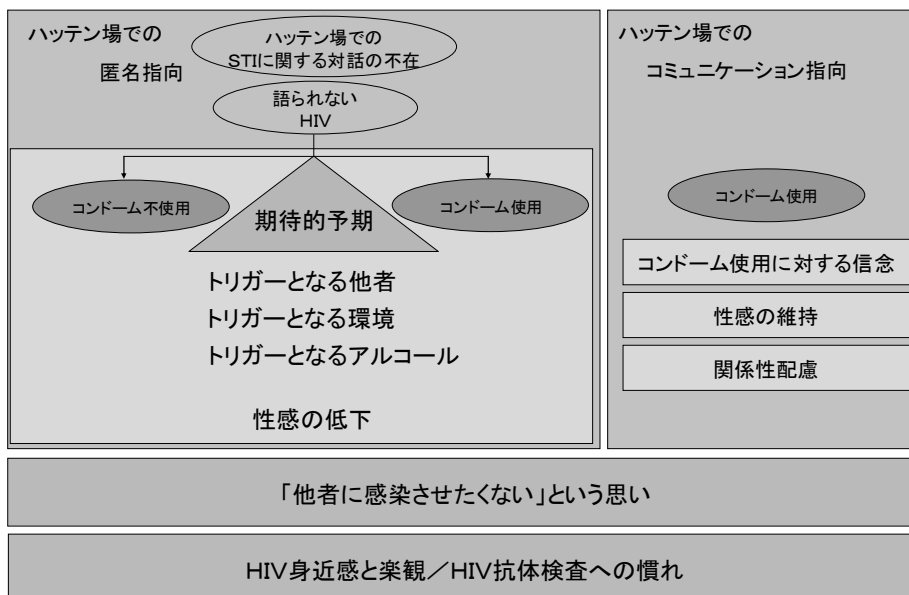 ハッテン場での
匿名指向
ハッテン場での
STIに関する対話の不在
語られない
HIV
コンドーム不使用
期待的予期
コンドーム使用
トリガーとなる他者
トリガーとなる環境
トリガーとなるアルコール
性感の低下
ハッテン場での
コミュニケーション指向
コンドーム使用
コンドーム使用に対する信念
性感の維持
関係性配慮
「他者に感染させたくない」という思い
HIV身近感と楽観／HIV抗体検査への慣れ